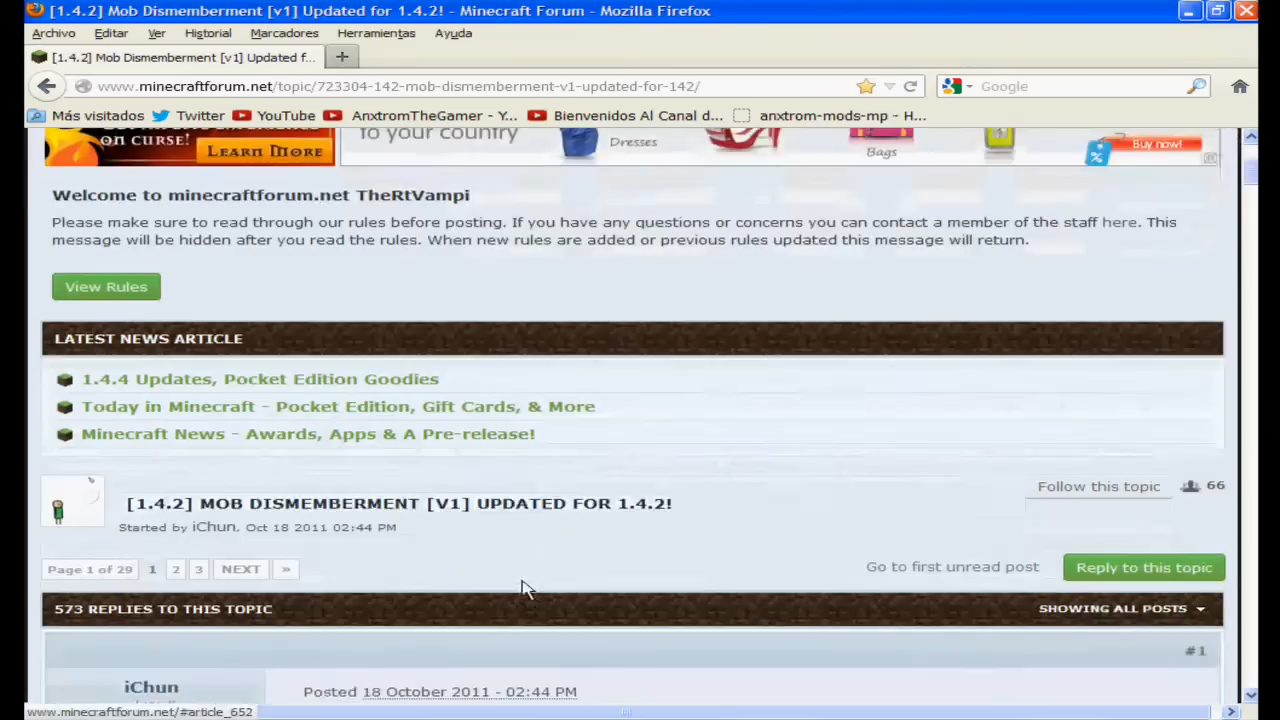 [1.4.2] Mob Dismemberment [v1] Updated for 1.4.2! - Minecraft Forum - Mozilla Firefox
Archivo Editar Ver Historial Marcadores Herramientas Ayuda
[1.4.2] Mob Dismemberment [v1] Updated f...
www.minecraftforum.net/topic/723304-142-mob-dismemberment-v1-updated-for-142/ Google
Más visitados Twitter YouTube AnxtromTheGamer - Y... Bienvenidos Al Canal d... anxtrom-mods-mp - H...
ON CURSE! LEARN MORE
to your country Dresses Bags Buy now!
Welcome to minecraftforum.net TheRtVampi
Please make sure to read through our rules before posting. If you have any questions or concerns you can contact a member of the staff here. This
message will be hidden after you read the rules. When new rules are added or previous rules updated this message will return.
View Rules
LATEST NEWS ARTICLE
1.4.4 Updates, Pocket Edition Goodies
Today in Minecraft - Pocket Edition, Gift Cards, & More
Minecraft News - Awards, Apps & A Pre-release!
[1.4.2] MOB DISMEMBERMENT [V1] UPDATED FOR 1.4.2!
Follow this topic 66
Started by iChun, Oct 18 2011 02:44 PM
Page 1 of 29 1 2 3 NEXT »
Go to first unread post Reply to this topic
573 REPLIES TO THIS TOPIC SHOWING ALL POSTS
#1
iChun
Posted 18 October 2011 - 02:44 PM
www.minecraftforum.net/#article_652